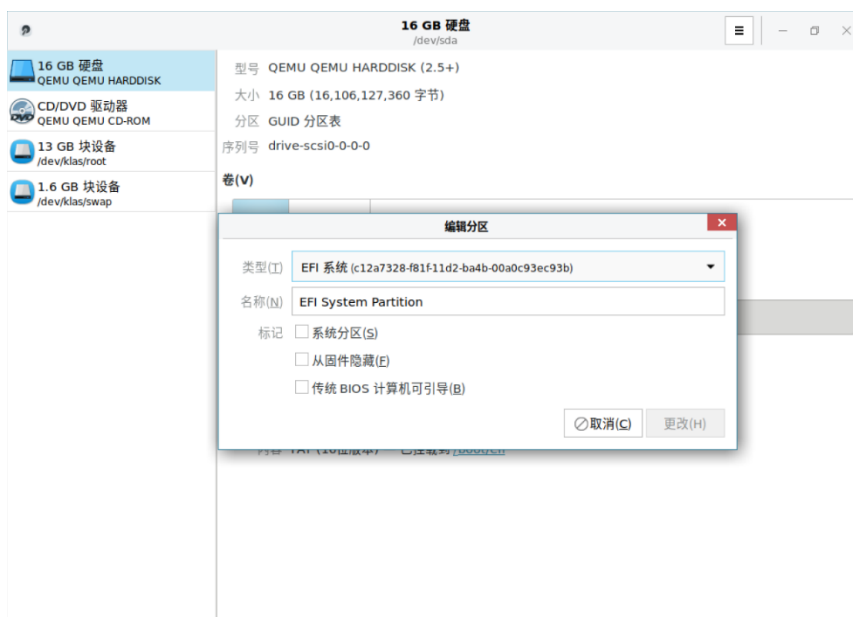 16 GB 硬盘
/dev/sda
16 GB 硬盘
QEMU QEMU HARDDISK
CD/DVD 驱动器
QEMU QEMU CD-ROM
13 GB 块设备
/dev/klas/root
1.6 GB 块设备
/dev/klas/swap
型号 QEMU QEMU HARDDISK (2.5+)
大小 16 GB (16,106,127,360 字节)
分区 GUID 分区表
序列号 drive-scsi0-0-0-0
卷(V)
编辑分区
类型(T) EFI 系统 (c12a7328-f81f-11d2-ba4b-00a0c93ec93b)
名称(N) EFI System Partition
标记 系统分区(S)
从固件隐藏(F)
传统 BIOS 计算机可引导(B)
取消(C) 更改(H)